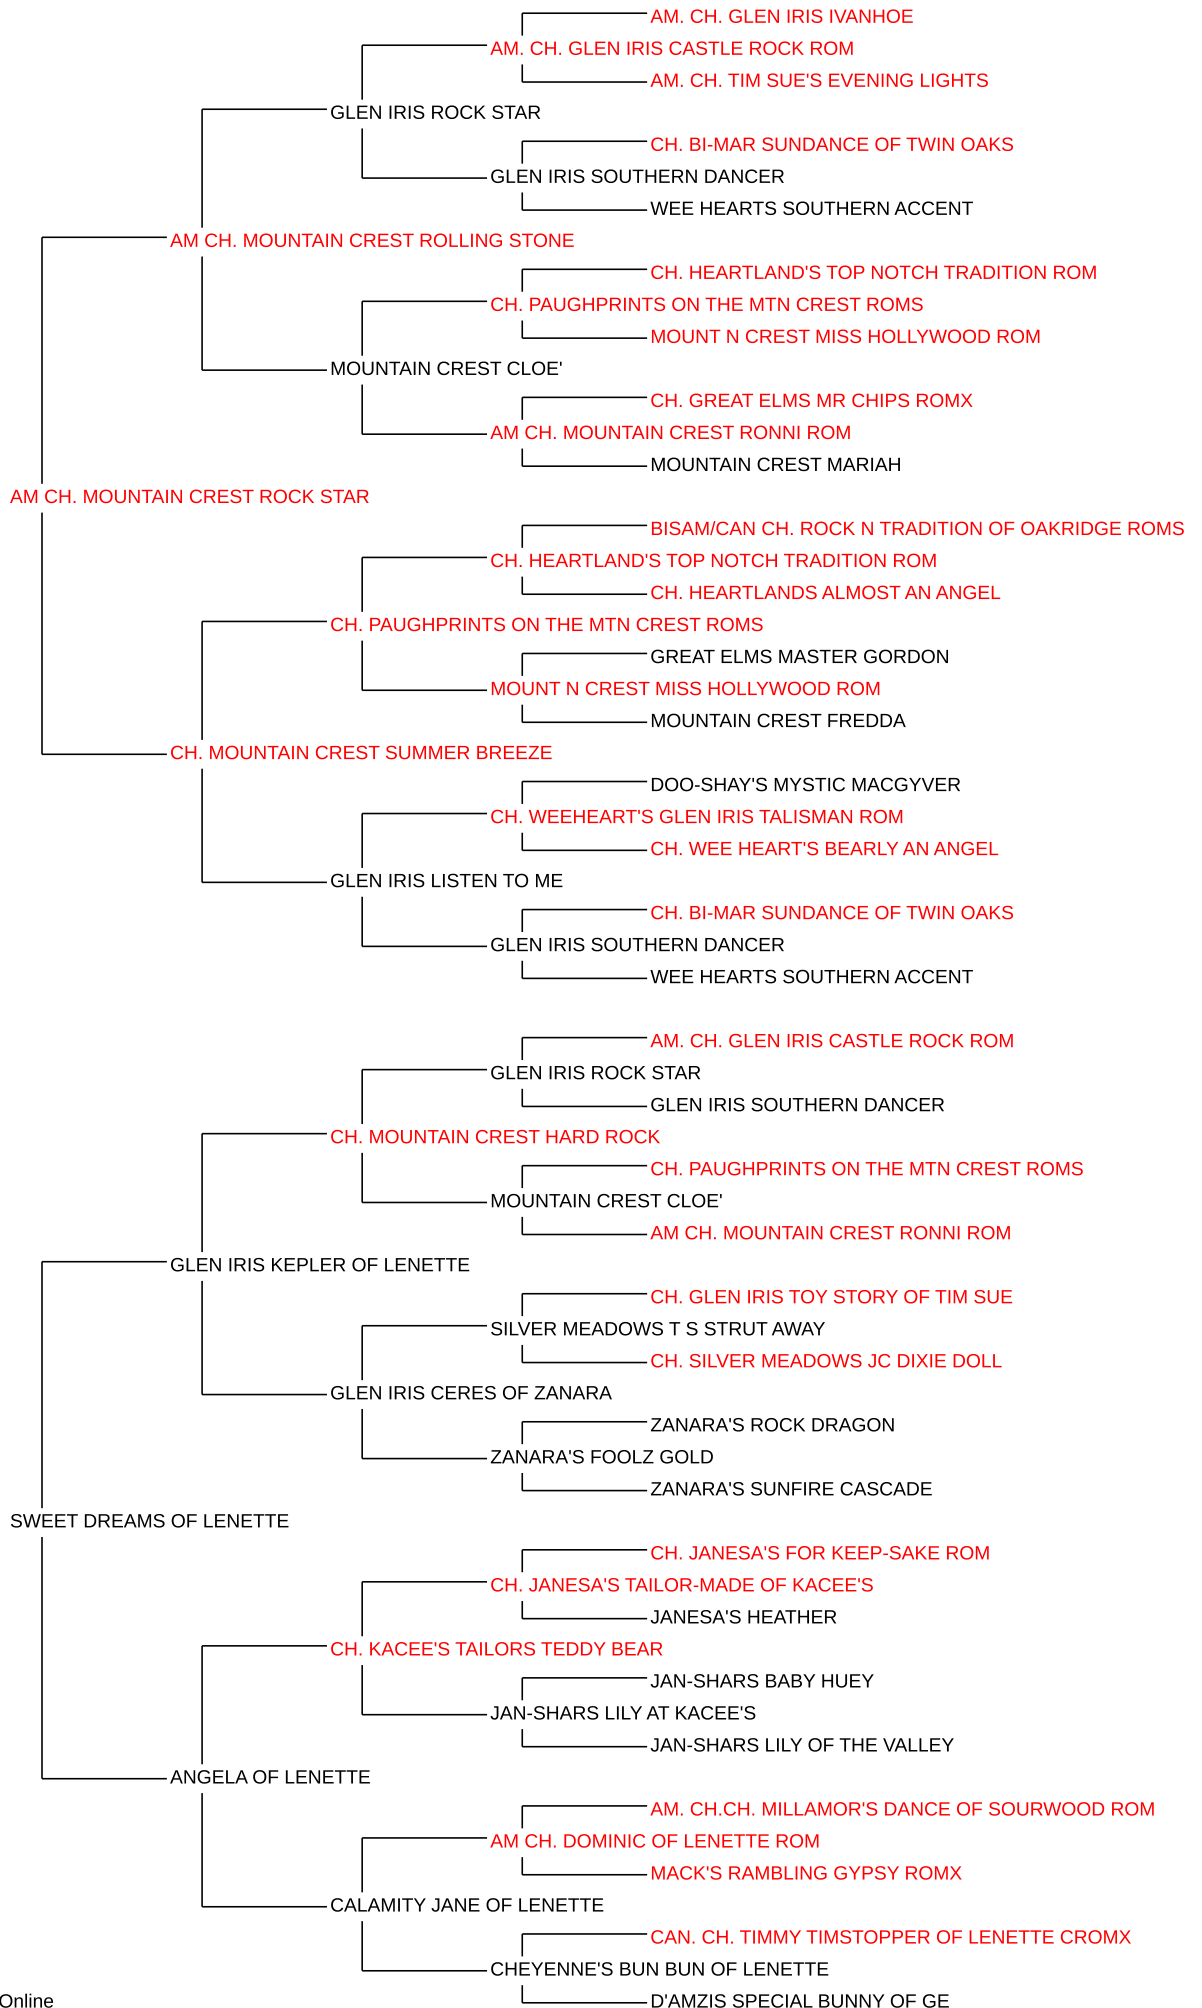 AM. CH. GLEN IRIS IVANHOE
AM. CH. GLEN IRIS CASTLE ROCK ROM
AM. CH. TIM SUE'S EVENING LIGHTS
GLEN IRIS ROCK STAR
CH. BI-MAR SUNDANCE OF TWIN OAKS
GLEN IRIS SOUTHERN DANCER
WEE HEARTS SOUTHERN ACCENT
AM CH. MOUNTAIN CREST ROLLING STONE
CH. HEARTLAND'S TOP NOTCH TRADITION ROM
CH. PAUGHPRINTS ON THE MTN CREST ROMS
MOUNT N CREST MISS HOLLYWOOD ROM
MOUNTAIN CREST CLOE'
CH. GREAT ELMS MR CHIPS ROMX
AM CH. MOUNTAIN CREST RONNI ROM
MOUNTAIN CREST MARIAH
AM CH. MOUNTAIN CREST ROCK STAR
BISAM/CAN CH. ROCK N TRADITION OF OAKRIDGE ROMS
CH. HEARTLAND'S TOP NOTCH TRADITION ROM
CH. HEARTLANDS ALMOST AN ANGEL
CH. PAUGHPRINTS ON THE MTN CREST ROMS
GREAT ELMS MASTER GORDON
MOUNT N CREST MISS HOLLYWOOD ROM
MOUNTAIN CREST FREDDA
CH. MOUNTAIN CREST SUMMER BREEZE
DOO-SHAY'S MYSTIC MACGYVER
CH. WEEHEART'S GLEN IRIS TALISMAN ROM
CH. WEE HEART'S BEARLY AN ANGEL
GLEN IRIS LISTEN TO ME
CH. BI-MAR SUNDANCE OF TWIN OAKS
GLEN IRIS SOUTHERN DANCER
WEE HEARTS SOUTHERN ACCENT
AM. CH. GLEN IRIS CASTLE ROCK ROM
GLEN IRIS ROCK STAR
GLEN IRIS SOUTHERN DANCER
CH. MOUNTAIN CREST HARD ROCK
CH. PAUGHPRINTS ON THE MTN CREST ROMS
MOUNTAIN CREST CLOE'
AM CH. MOUNTAIN CREST RONNI ROM
GLEN IRIS KEPLER OF LENETTE
CH. GLEN IRIS TOY STORY OF TIM SUE
SILVER MEADOWS T S STRUT AWAY
CH. SILVER MEADOWS JC DIXIE DOLL
GLEN IRIS CERES OF ZANARA
ZANARA'S ROCK DRAGON
ZANARA'S FOOLZ GOLD
ZANARA'S SUNFIRE CASCADE
SWEET DREAMS OF LENETTE
CH. JANESA'S FOR KEEP-SAKE ROM
CH. JANESA'S TAILOR-MADE OF KACEE'S
JANESA'S HEATHER
CH. KACEE'S TAILORS TEDDY BEAR
JAN-SHARS BABY HUEY
JAN-SHARS LILY AT KACEE'S
JAN-SHARS LILY OF THE VALLEY
ANGELA OF LENETTE
AM. CH.CH. MILLAMOR'S DANCE OF SOURWOOD ROM
AM CH. DOMINIC OF LENETTE ROM
MACK'S RAMBLING GYPSY ROMX
CALAMITY JANE OF LENETTE
CAN. CH. TIMMY TIMSTOPPER OF LENETTE CROMX
CHEYENNE'S BUN BUN OF LENETTE
D'AMZIS SPECIAL BUNNY OF GE
Online